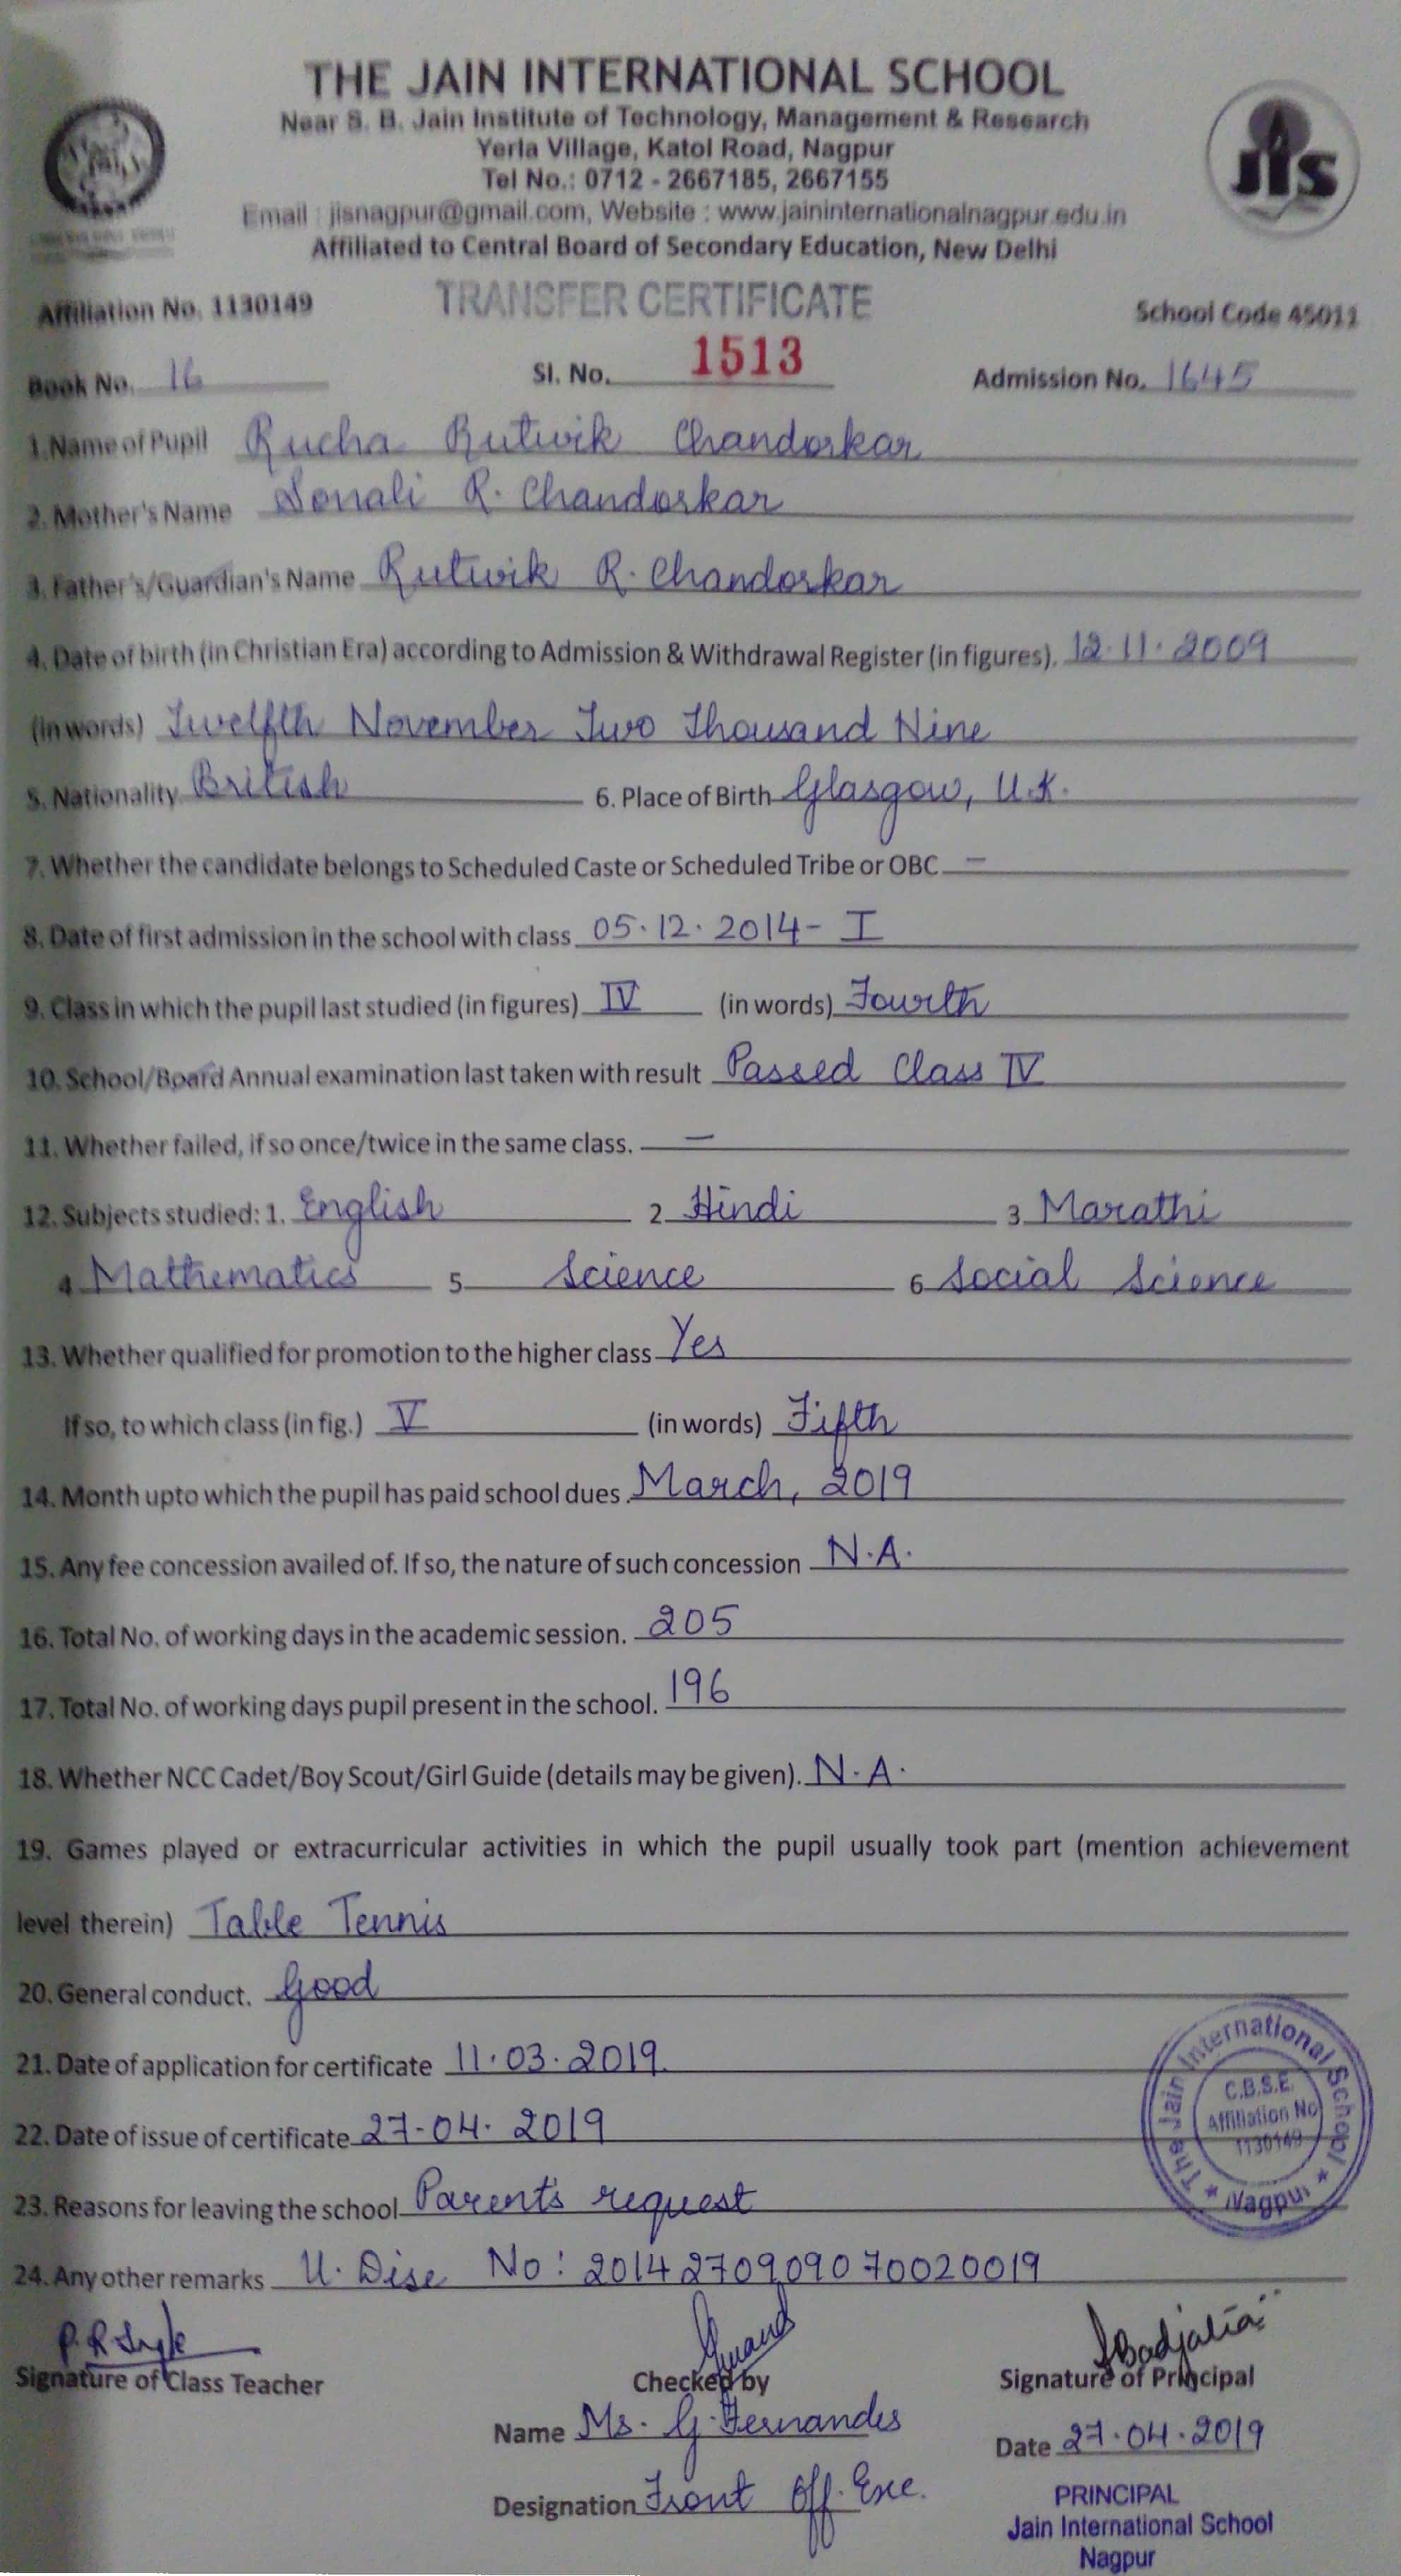 THE JAIN INTERNATIONAL SCHOOL
Near S. B. Jain Institute of Technology, Management & Research
Yerla Village, Katol Road, Nagpur
Tel No.: 0712 - 2667185, 2667155
Email : jisnagpur@gmail.com, Website : www.jaininternationalnagpur.edu.in
Affiliated to Central Board of Secondary Education, New Delhi
jis
Affiliation No. 1130149 TRANSFER CERTIFICATE School Code 45011
Book No. 16 Sl. No. 1513 Admission No. 1645
1.Name of Pupil Rucha Rutwik Chandorkar
2. Mother's Name Sonali R. Chandorkar
3. Father's/Guardian's Name Rutwik R. Chandorkar
4. Date of birth (in Christian Era) according to Admission & Withdrawal Register (in figures). 12.11.2009
(In words) Twelfth November Two Thousand Nine
5. Nationality British 6. Place of Birth Glasgow, U.K.
7. Whether the candidate belongs to Scheduled Caste or Scheduled Tribe or OBC —
8. Date of first admission in the school with class 05.12.2014- I
9. Class in which the pupil last studied (in figures) IV (in words) Fourth
10. School/Board Annual examination last taken with result Passed Class IV
11. Whether failed, if so once/twice in the same class. —
12. Subjects studied: 1. English 2 Hindi 3 Marathi
4 Mathematics 5 Science 6 Social Science
13. Whether qualified for promotion to the higher class Yes
If so, to which class (in fig.) V (in words) Fifth
14. Month upto which the pupil has paid school dues. March, 2019
15. Any fee concession availed of. If so, the nature of such concession N.A.
16. Total No. of working days in the academic session. 205
17. Total No. of working days pupil present in the school. 196
18. Whether NCC Cadet/Boy Scout/Girl Guide (details may be given). N.A.
19. Games played or extracurricular activities in which the pupil usually took part (mention achievement
level therein) Table Tennis
20. General conduct. Good
21. Date of application for certificate 11.03.2019.
22. Date of issue of certificate 27-04.2019
23. Reasons for leaving the school Parent's request
24. Any other remarks U. Dise No: 2014270909070020019
The Jain International School ★ Nagpur ★
C.B.S.E.
Affiliation No
1130149
Signature of Class Teacher Checked by Signature of Principal
Name Ms. G. Fernandes Date 27.04.2019
Designation Front Off. Exe.
PRINCIPAL
Jain International School
Nagpur